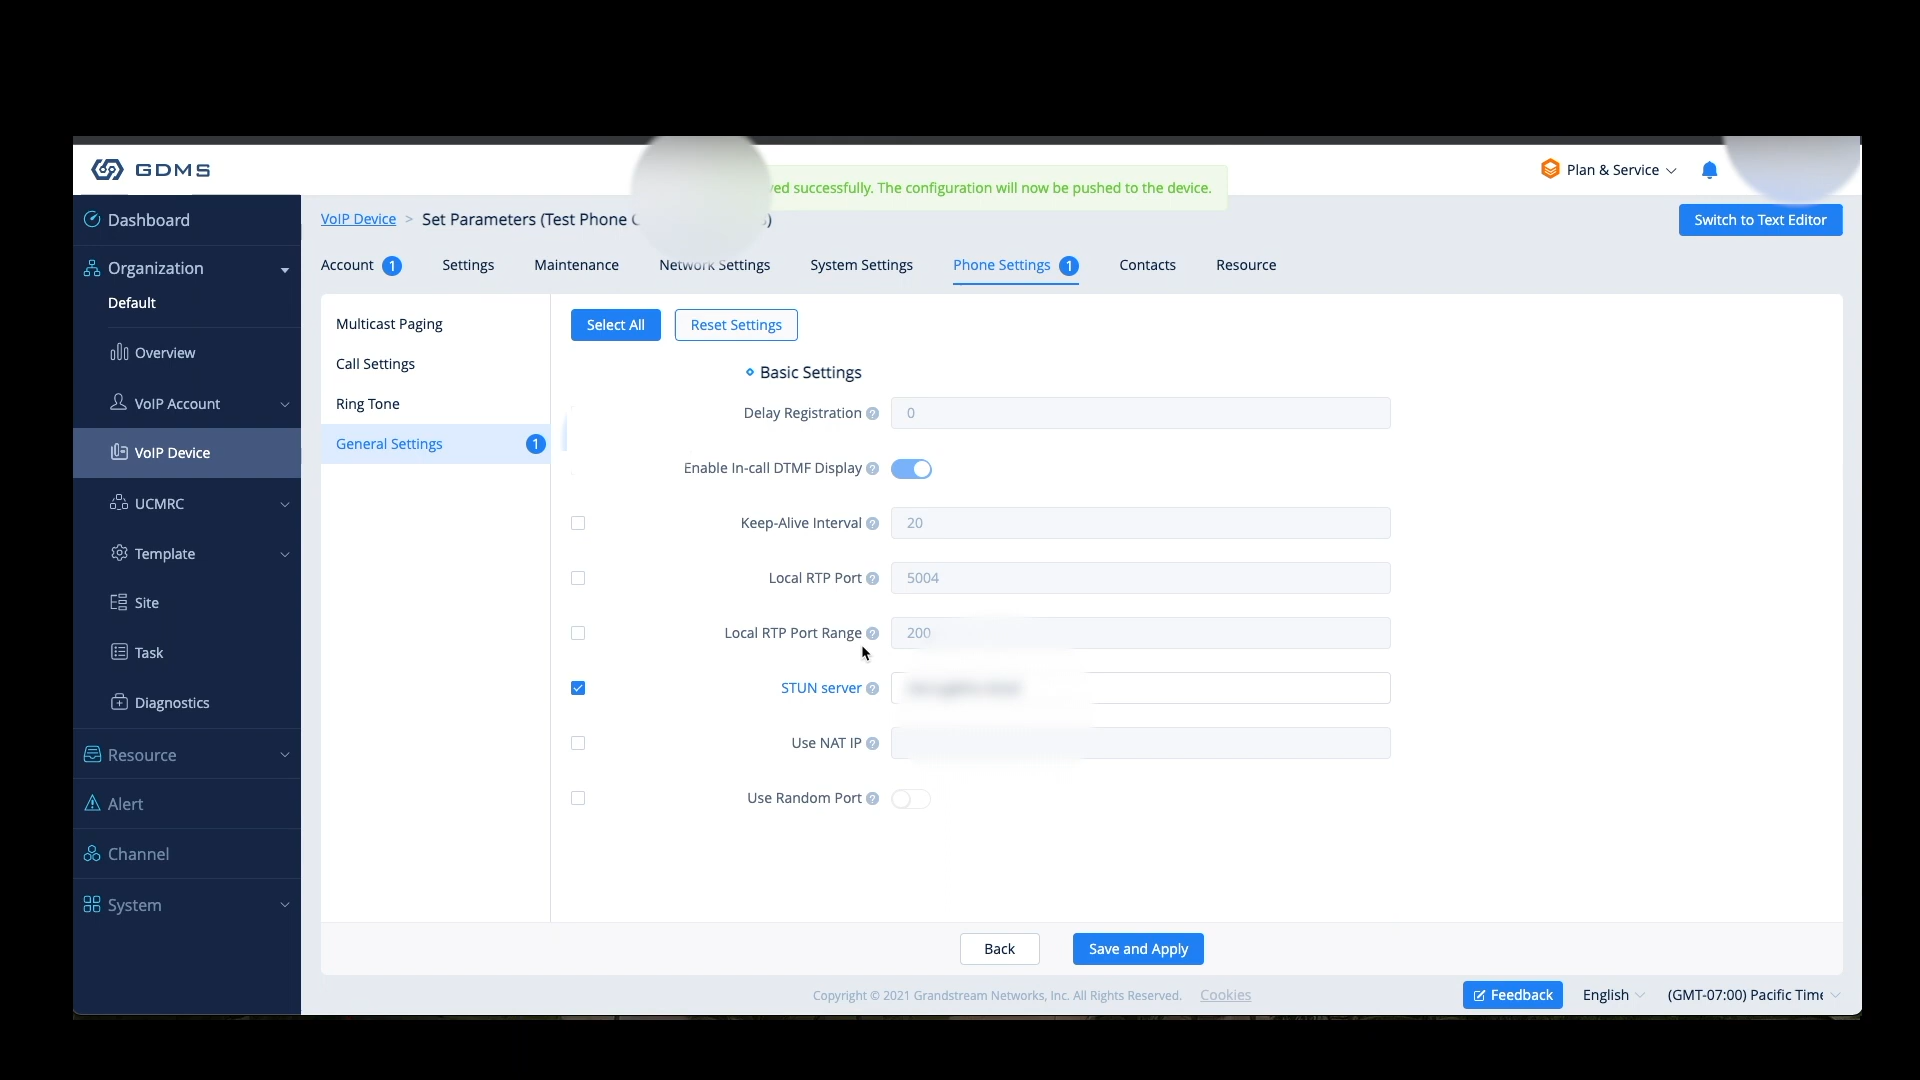 GDMS
successfully. The configuration will now be pushed to the device.
Plan & Service
Dashboard
VoIP Device > Set Parameters (Test Phone
Switch to Text Editor
Organization
Default
Account 1 Settings Maintenance Network Settings System Settings Phone Settings 1 Contacts Resource
Overview
VoIP Account
VoIP Device
UCMRC
Template
Site
Task
Diagnostics
Resource
Alert
Channel
System
Multicast Paging
Call Settings
Ring Tone
General Settings 1
Select All Reset Settings
Basic Settings
Delay Registration ? 0
Enable In-call DTMF Display ?
Keep-Alive Interval ? 20
Local RTP Port ? 5004
Local RTP Port Range ? 200
STUN server ?
Use NAT IP ?
Use Random Port ?
Back Save and Apply
Copyright © 2021 Grandstream Networks, Inc. All Rights Reserved. Cookies
Feedback English (GMT-07:00) Pacific Time